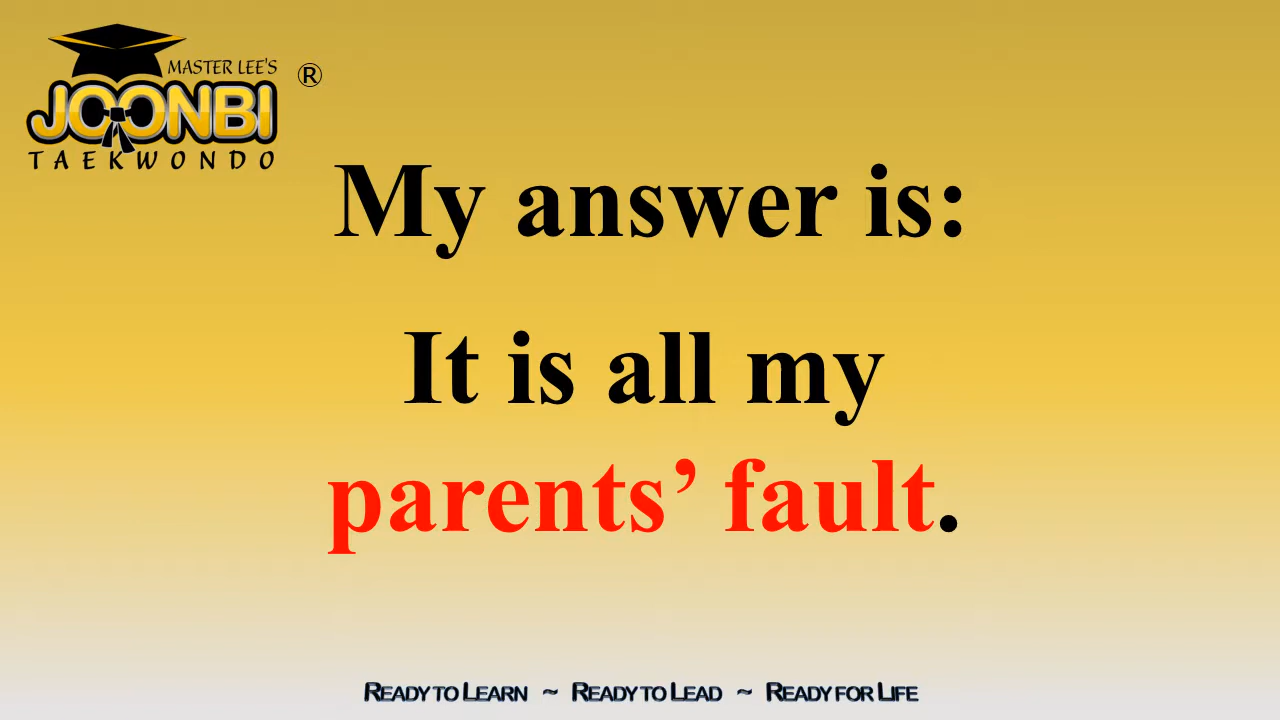 MASTER LEE'S
®
JOONBI
TAEKWONDO
My answer is:
It is all my
parents’ fault.
READY TO LEARN ~ READY TO LEAD ~ READY FOR LIFE